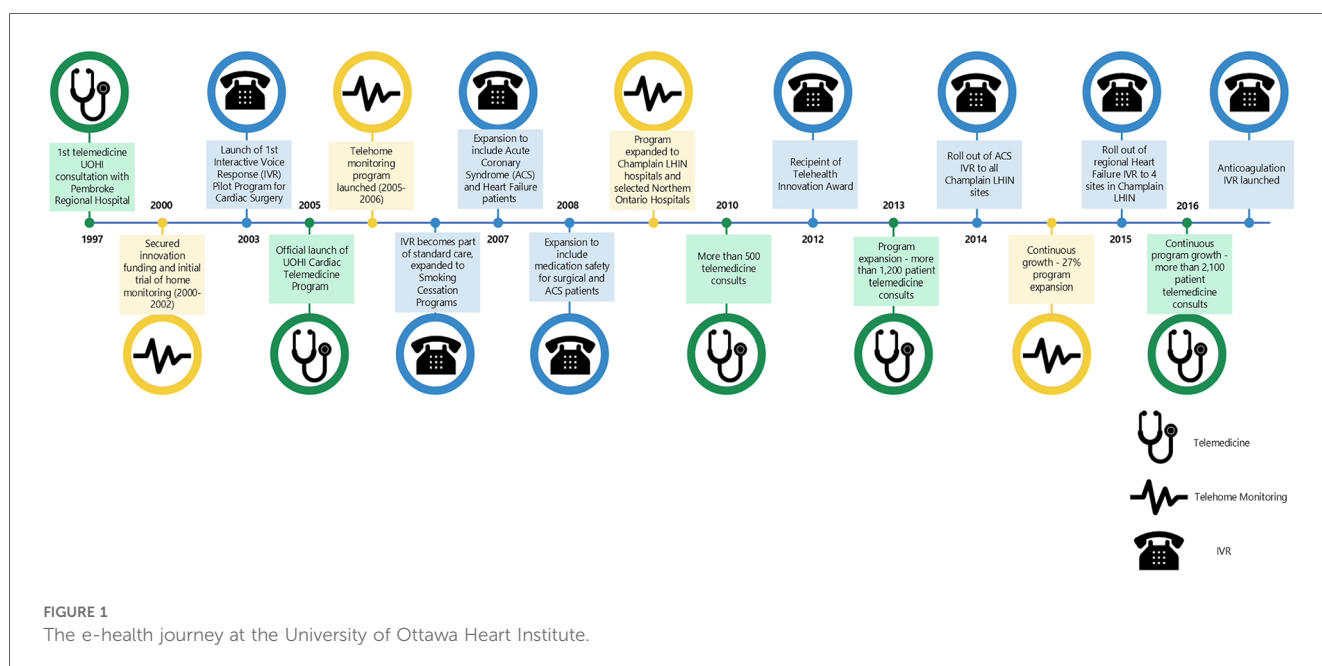 1st telemedicine
UOHI
consultation with
Pembroke
Regional Hospital
1997
2000
Secured
innovation
funding and initial
trial of home
monitoring (2000-
2002)
Launch of 1st
Interactive Voice
Response (IVR)
Pilot Program for
Cardiac Surgery
2003
2005
Official launch of
UOHI Cardiac
Telemedicine
Program
Telehome
monitoring
program
launched (2005-
2006)
IVR becomes part
of standard care,
expanded to
Smoking
Cessation
Programs
Expansion to
include Acute
Coronary
Syndrome (ACS)
and Heart Failure
patients
2007
2008
Expansion to
include
medication safety
for surgical and
ACS patients
Program
expanded to
Champlain LHIN
hospitals and
selected Northern
Ontario Hospitals
2010
More than 500
telemedicine
consults
Recipeint of
Telehealth
Innovation Award
2012
2013
Program
expansion - more
than 1,200 patient
telemedicine
consults
Roll out of ACS
IVR to all
Champlain LHIN
sites
2014
Continuous
growth - 27%
program
expansion
Roll out of
regional Heart
Failure IVR to 4
sites in Champlain
LHIN
2015
2016
Continuous
program growth -
more than 2,100
patient
telemedicine
consults
Anticoagulation
IVR launched
Telemedicine
Telehome Monitoring
IVR
FIGURE 1
The e-health journey at the University of Ottawa Heart Institute.